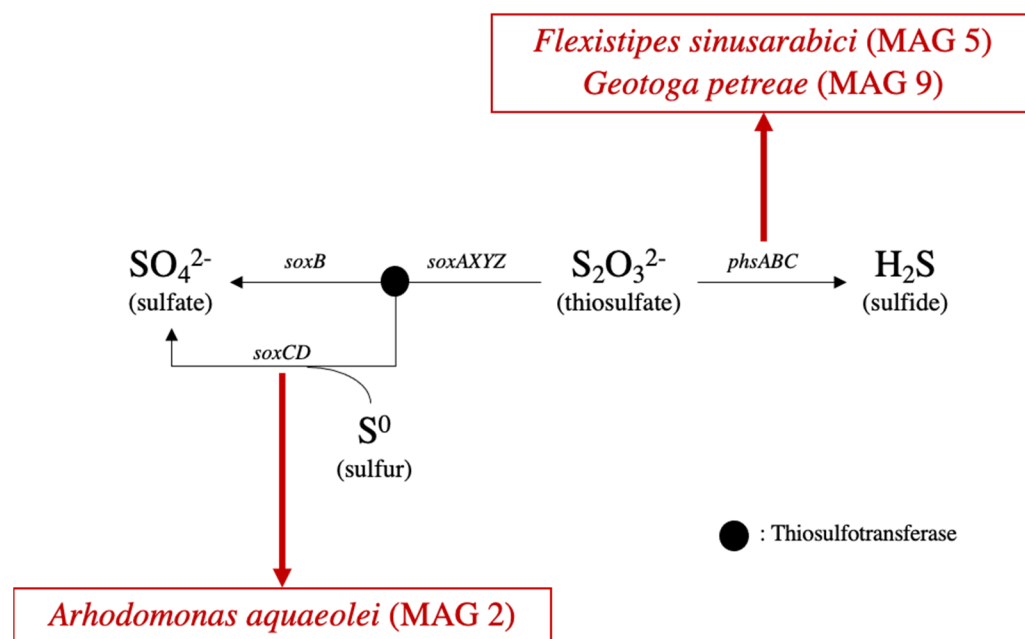 Flexistipes sinusarabici (MAG 5)
Geotoga petreae (MAG 9)
SO₄²⁻
(sulfate)
soxB
soxAXYZ
S₂O₃²⁻
(thiosulfate)
phsABC
H₂S
(sulfide)
soxCD
S⁰
(sulfur)
: Thiosulfotransferase
Arhodomonas aquaeolei (MAG 2)